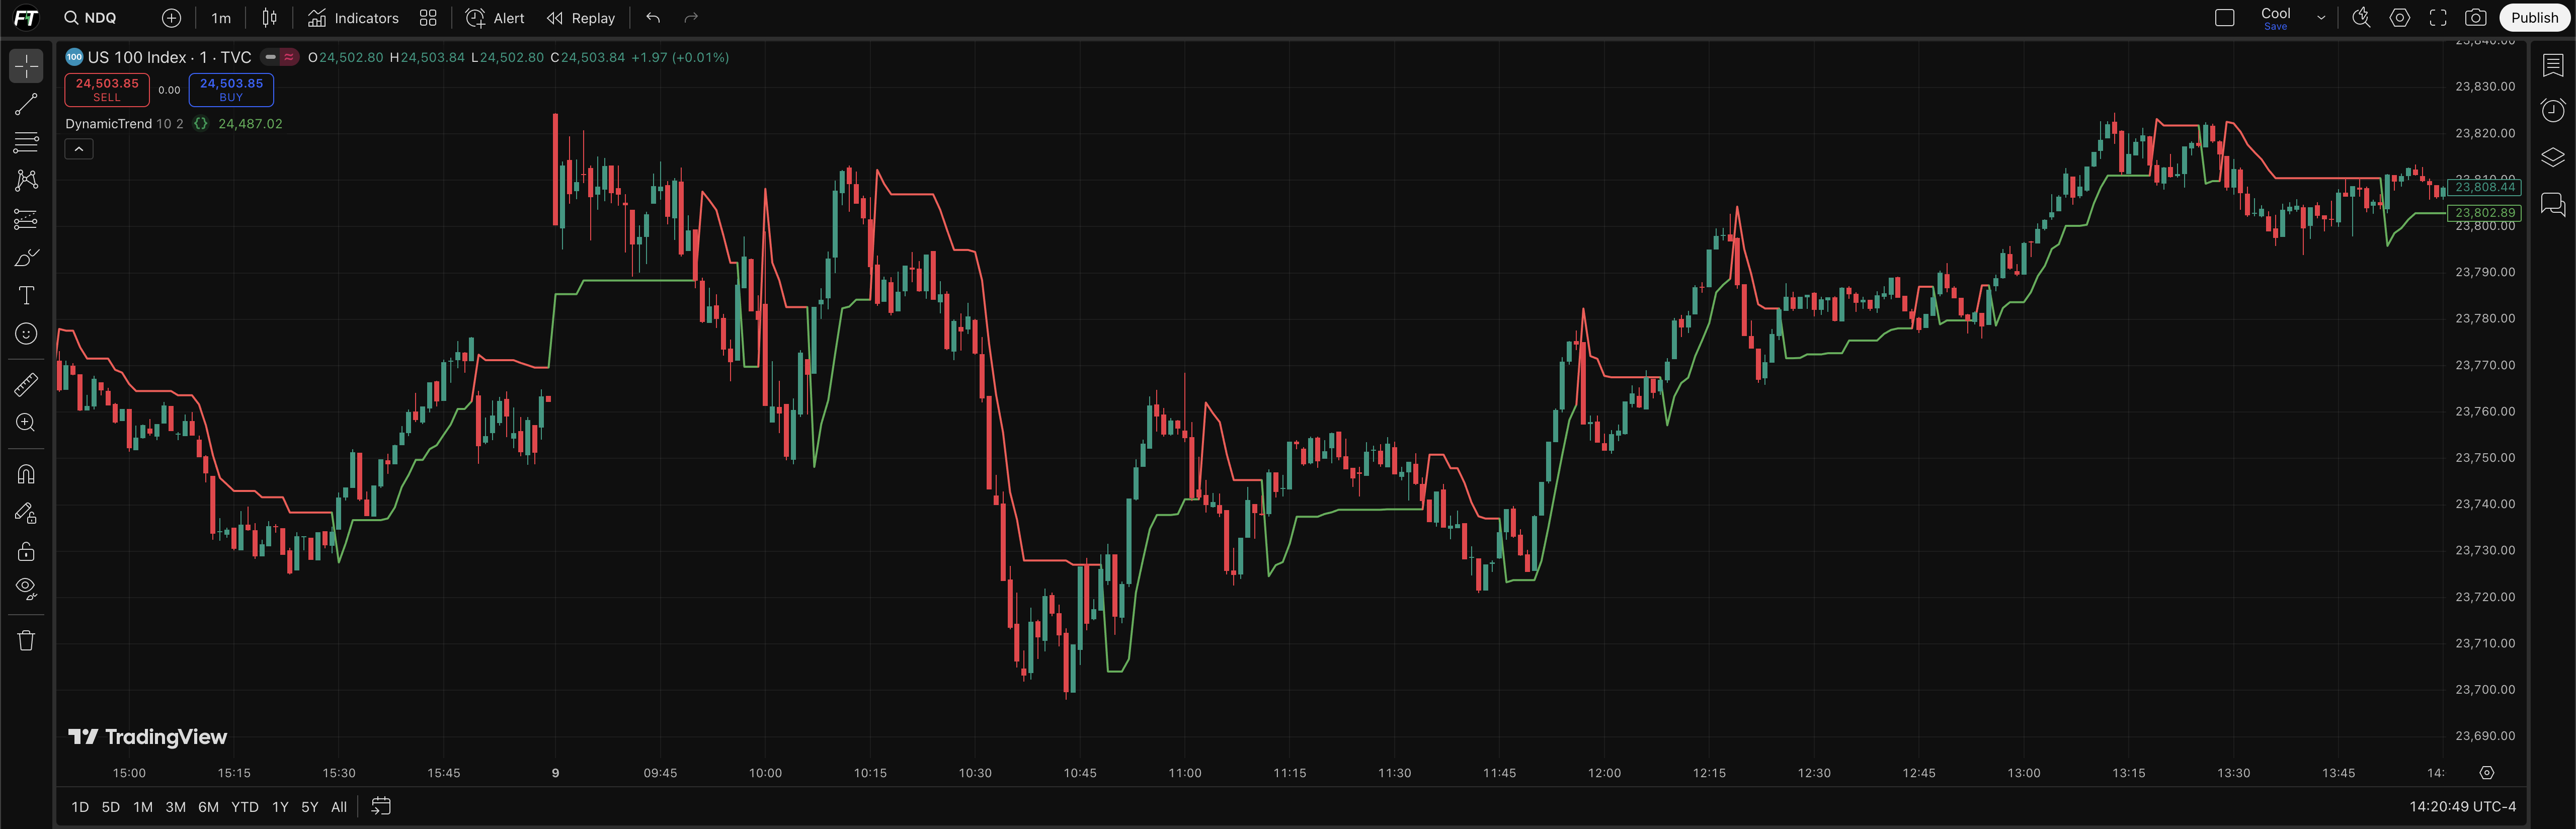 FT NDQ 1m Indicators Alert Replay Cool Save Publish
100 US 100 Index · 1 · TVC O24,502.80 H24,503.84 L24,502.80 C24,503.84 +1.97 (+0.01%)
24,503.85 SELL 0.00 24,503.85 BUY
DynamicTrend 10 2 {} 24,487.02
23,840.00
23,830.00
23,820.00
23,810.00
23,808.44
23,802.89
23,800.00
23,790.00
23,780.00
23,770.00
23,760.00
23,750.00
23,740.00
23,730.00
23,720.00
23,710.00
23,700.00
23,690.00
TradingView
15:00 15:15 15:30 15:45 9 09:45 10:00 10:15 10:30 10:45 11:00 11:15 11:30 11:45 12:00 12:15 12:30 12:45 13:00 13:15 13:30 13:45 14:
1D 5D 1M 3M 6M YTD 1Y 5Y All 14:20:49 UTC-4